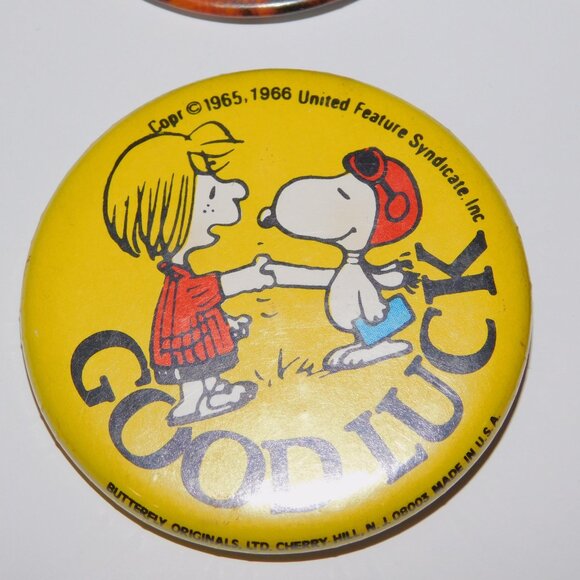 Copr © 1965, 1966 United Feature Syndicate, Inc
GOOD LUCK
BUTTERFLY ORIGINALS, LTD. CHERRY HILL, N.J. 08003 MADE IN U.S.A.